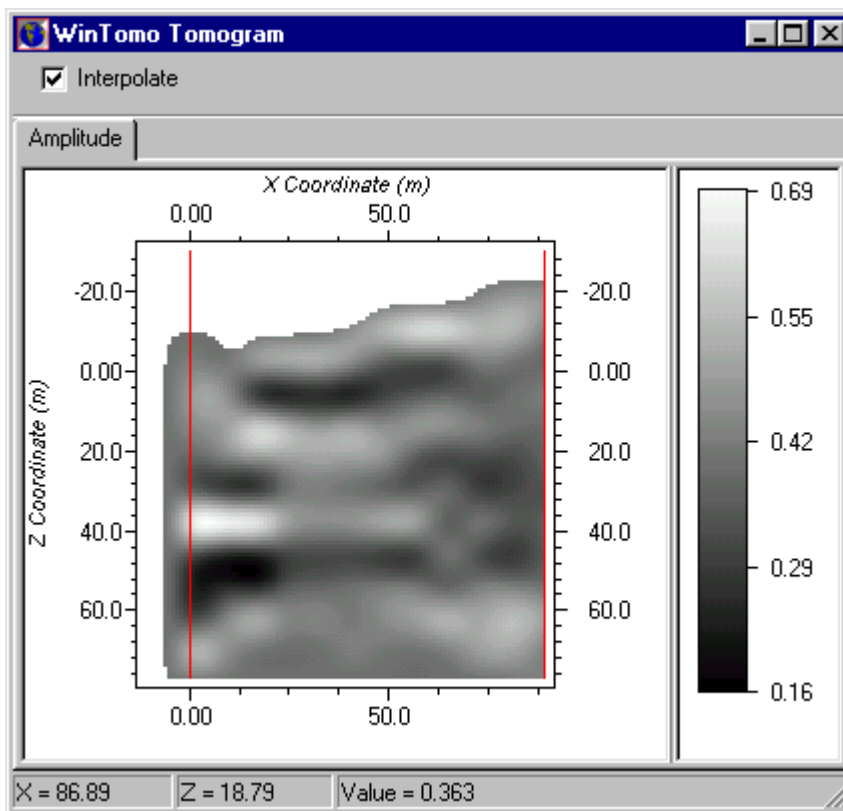 WinTomo Tomogram
Interpolate
Amplitude
X Coordinate (m)
0.00 50.0
Z Coordinate (m)
-20.0 -20.0
0.00 0.00
20.0 20.0
40.0 40.0
60.0 60.0
0.00 50.0
0.69
0.55
0.42
0.29
0.16
X = 86.89 Z = 18.79 Value = 0.363